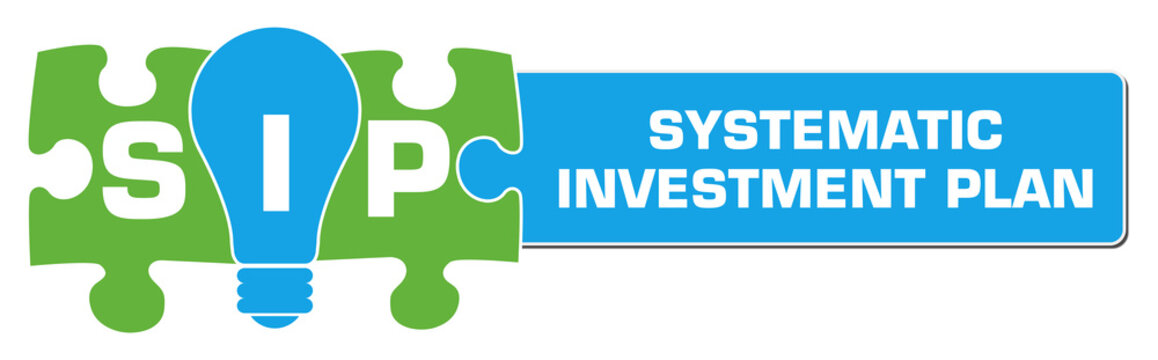 SIP
SYSTEMATIC
INVESTMENT PLAN